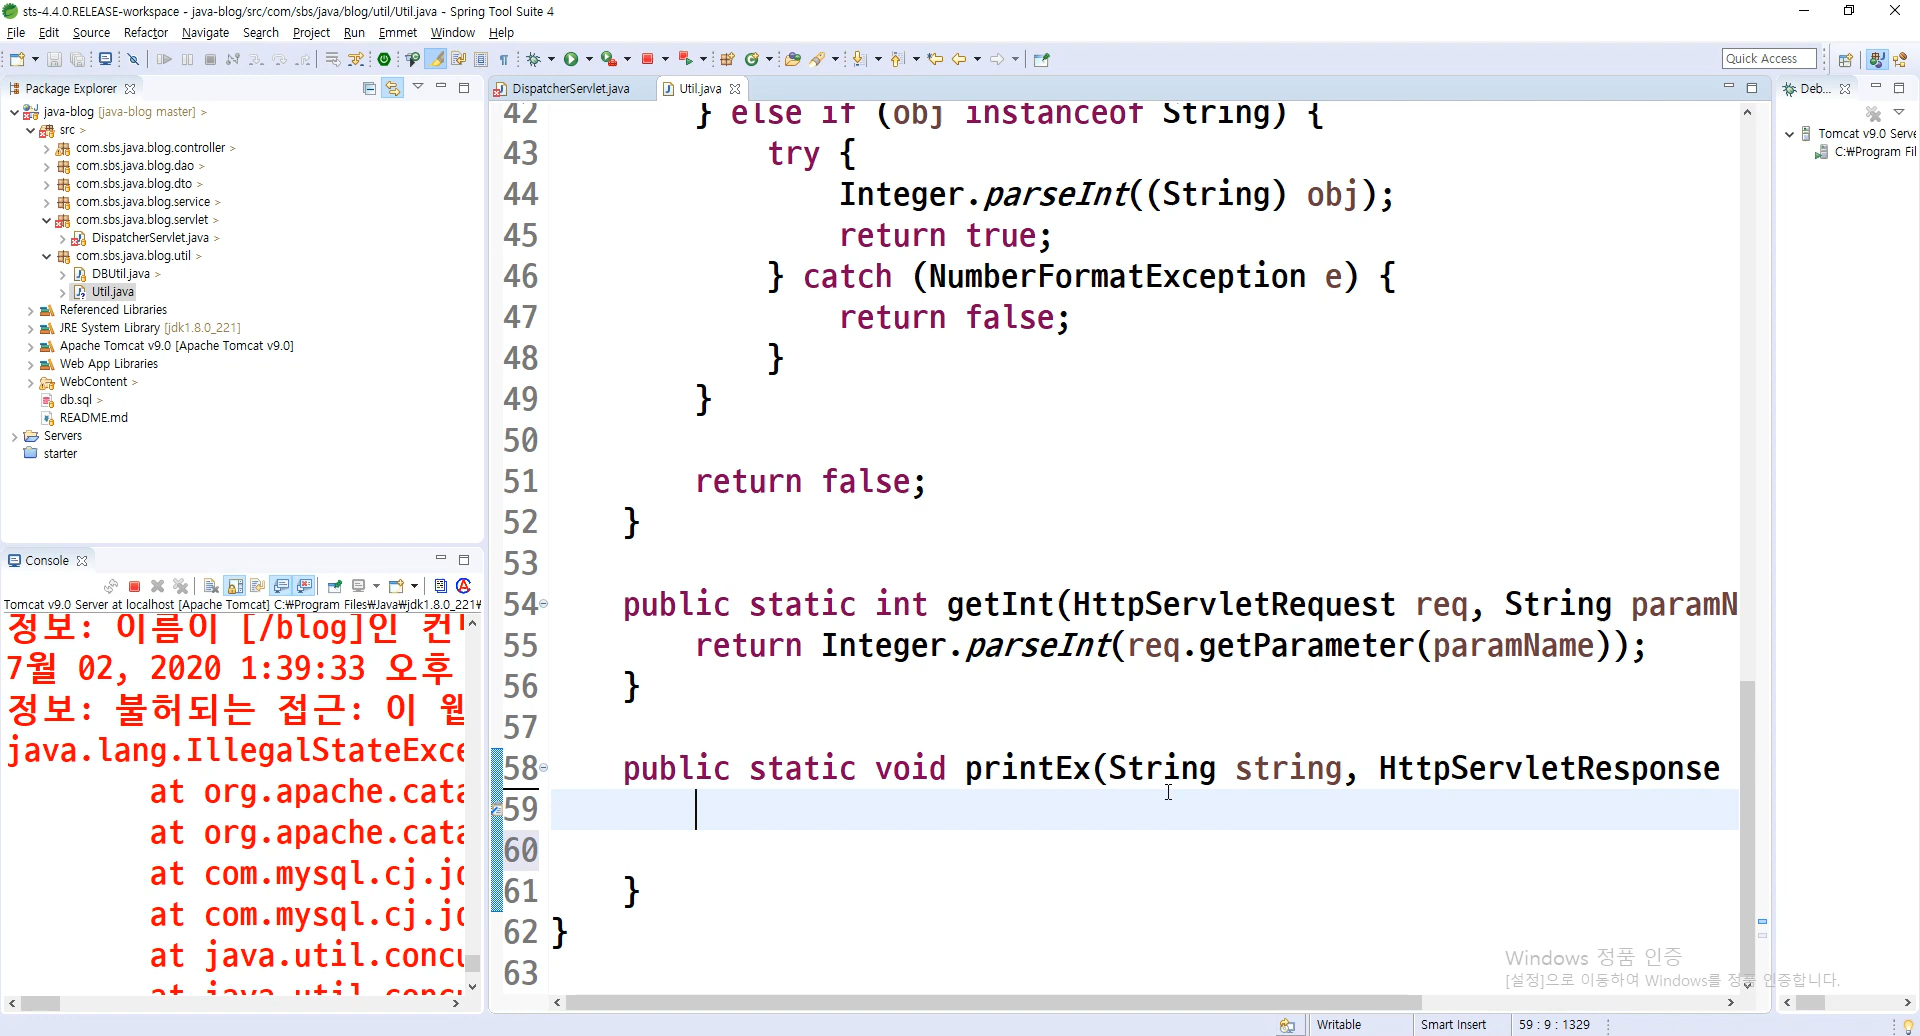 sts-4.4.0.RELEASE-workspace - java-blog/src/com/sbs/java/blog/util/Util.java - Spring Tool Suite 4
File Edit Source Refactor Navigate Search Project Run Emmet Window Help
Quick Access
Package Explorer
java-blog [java-blog master] >
src >
com.sbs.java.blog.controller >
com.sbs.java.blog.dao >
com.sbs.java.blog.dto >
com.sbs.java.blog.service >
com.sbs.java.blog.servlet >
DispatcherServlet.java >
com.sbs.java.blog.util >
DBUtil.java >
Util.java
Referenced Libraries
JRE System Library [jdk1.8.0_221]
Apache Tomcat v9.0 [Apache Tomcat v9.0]
Web App Libraries
WebContent >
db.sql >
README.md
Servers
starter
Console
Tomcat v9.0 Server at localhost [Apache Tomcat] C:₩Program Files₩Java₩jdk1.8.0_221₩
정보: 이름이 [/blog]인 컨
7월 02, 2020 1:39:33 오후
정보: 불허되는 접근: 이 웹
java.lang.IllegalStateExce
at org.apache.cata
at org.apache.cata
at com.mysql.cj.jd
at com.mysql.cj.jd
at java.util.concu
at java.util.concu
DispatcherServlet.java Util.java
42 } else if (obj instanceof String) {
43 try {
44 Integer.parseInt((String) obj);
45 return true;
46 } catch (NumberFormatException e) {
47 return false;
48 }
49 }
50
51 return false;
52 }
53
54 public static int getInt(HttpServletRequest req, String paramN
55 return Integer.parseInt(req.getParameter(paramName));
56 }
57
58 public static void printEx(String string, HttpServletResponse
59
60
61 }
62 }
63
Deb...
Tomcat v9.0 Serve
C:₩Program Fil
Windows 정품 인증
[설정]으로 이동하여 Windows를 정품 인증합니다.
Writable Smart Insert 59 : 9 : 1329